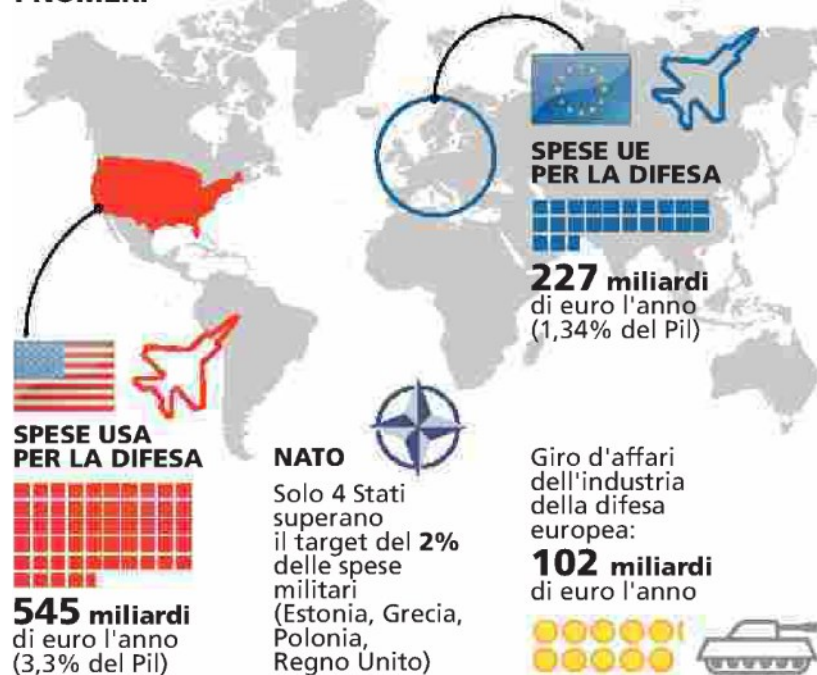 I NUMERI
SPESE UE
PER LA DIFESA
227 miliardi
di euro l'anno
(1,34% del Pil)
SPESE USA
PER LA DIFESA
545 miliardi
di euro l'anno
(3,3% del Pil)
NATO
Solo 4 Stati
superano
il target del 2%
delle spese
militari
(Estonia, Grecia,
Polonia,
Regno Unito)
Giro d'affari
dell'industria
della difesa
europea:
102 miliardi
di euro l'anno